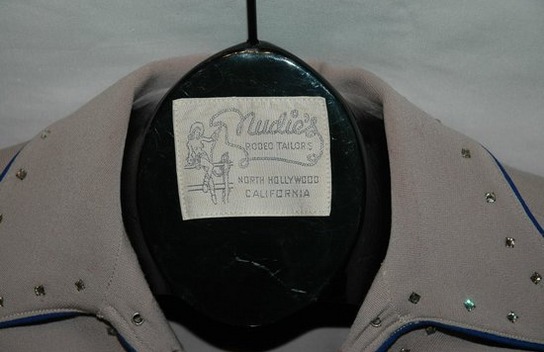 Nudie's
RODEO TAILORS
NORTH HOLLYWOOD
CALIFORNIA